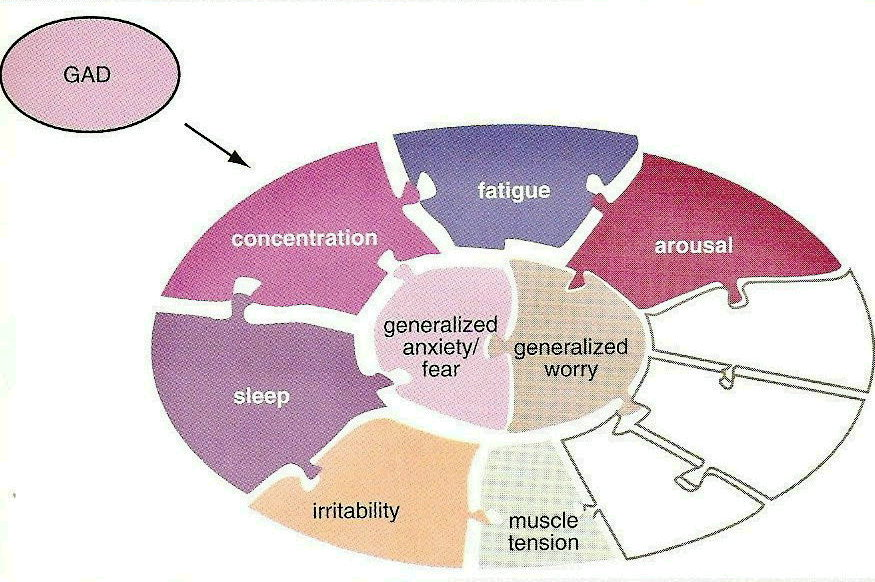 GAD
fatigue
concentration
arousal
generalized
anxiety/
fear
generalized
worry
sleep
irritability
muscle
tension